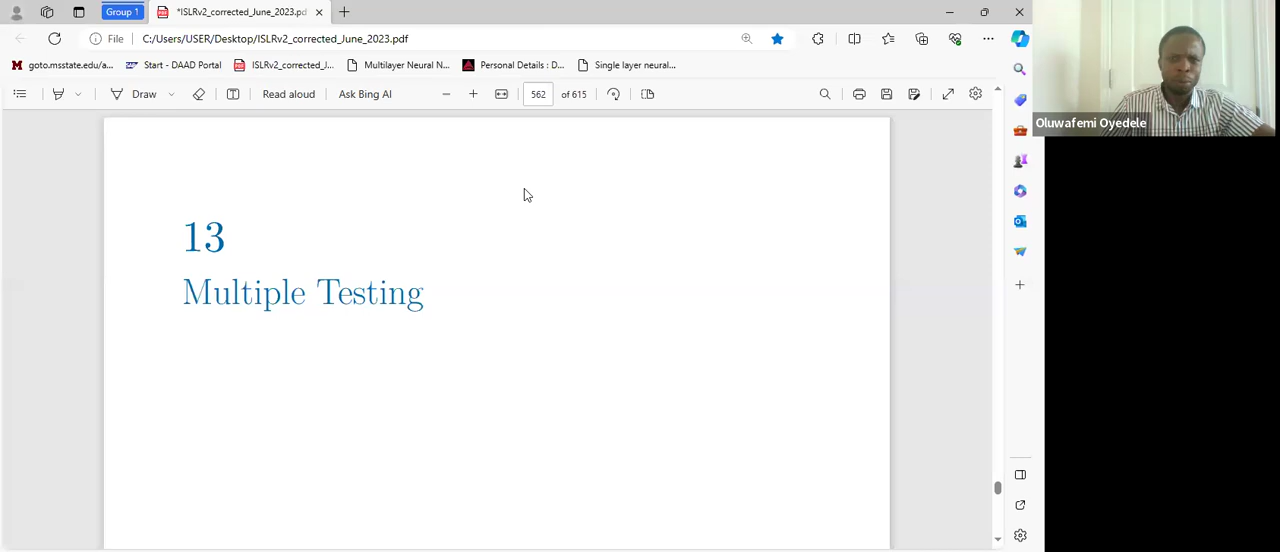 Group 1
*ISLRv2_corrected_June_2023.pd
File
C:/Users/USER/Desktop/ISLRv2_corrected_June_2023.pdf
goto.msstate.edu/a...
Start - DAAD Portal
ISLRv2_corrected_J...
Multilayer Neural N...
Personal Details : D...
Single layer neural...
Draw
Read aloud
Ask Bing AI
562
of 615
Oluwafemi Oyedele
13
Multiple Testing